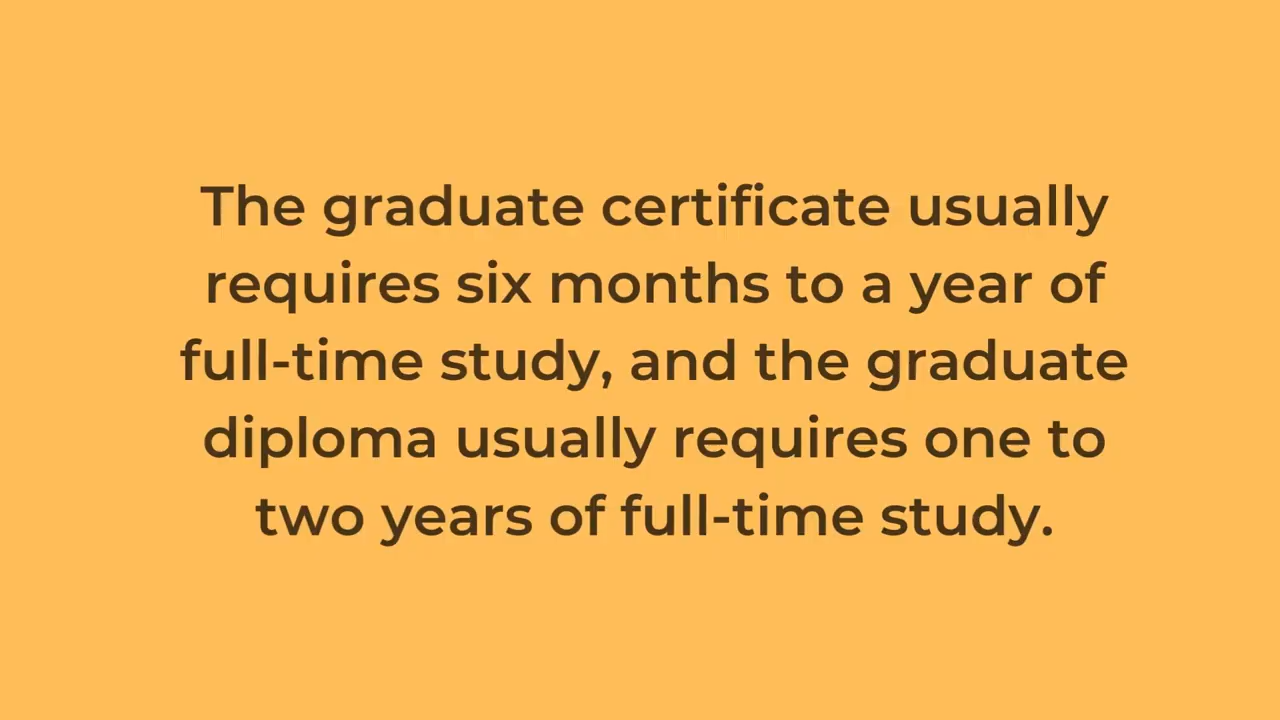 The graduate certificate usually
requires six months to a year of
full-time study, and the graduate
diploma usually requires one to
two years of full-time study.